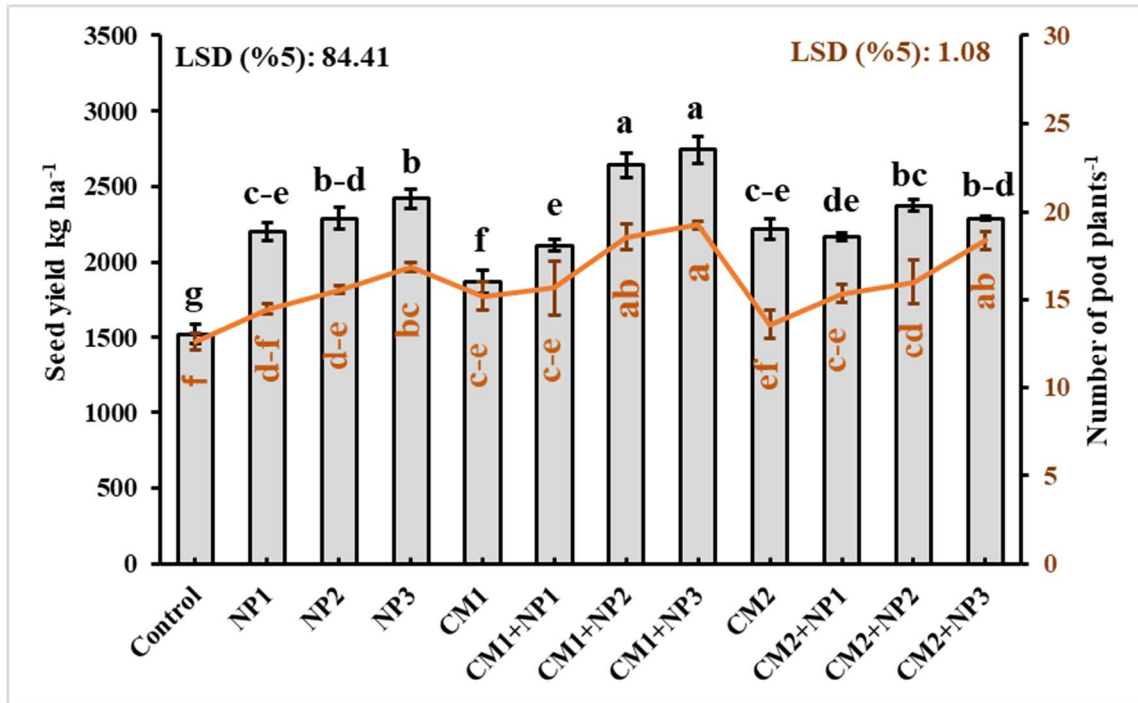 LSD (%5): 84.41
LSD (%5): 1.08
Seed yield kg ha⁻¹
3500
3000
2500
2000
1500
1000
500
0
g
c-e
b-d
b
f
e
a
a
c-e
de
bc
b-d
f
d-f
d-e
bc
c-e
c-e
ab
a
ef
c-e
cd
ab
30
25
20
15
10
5
0
Number of pod plants⁻¹
Control
NP1
NP2
NP3
CM1
CM1+NP1
CM1+NP2
CM1+NP3
CM2
CM2+NP1
CM2+NP2
CM2+NP3